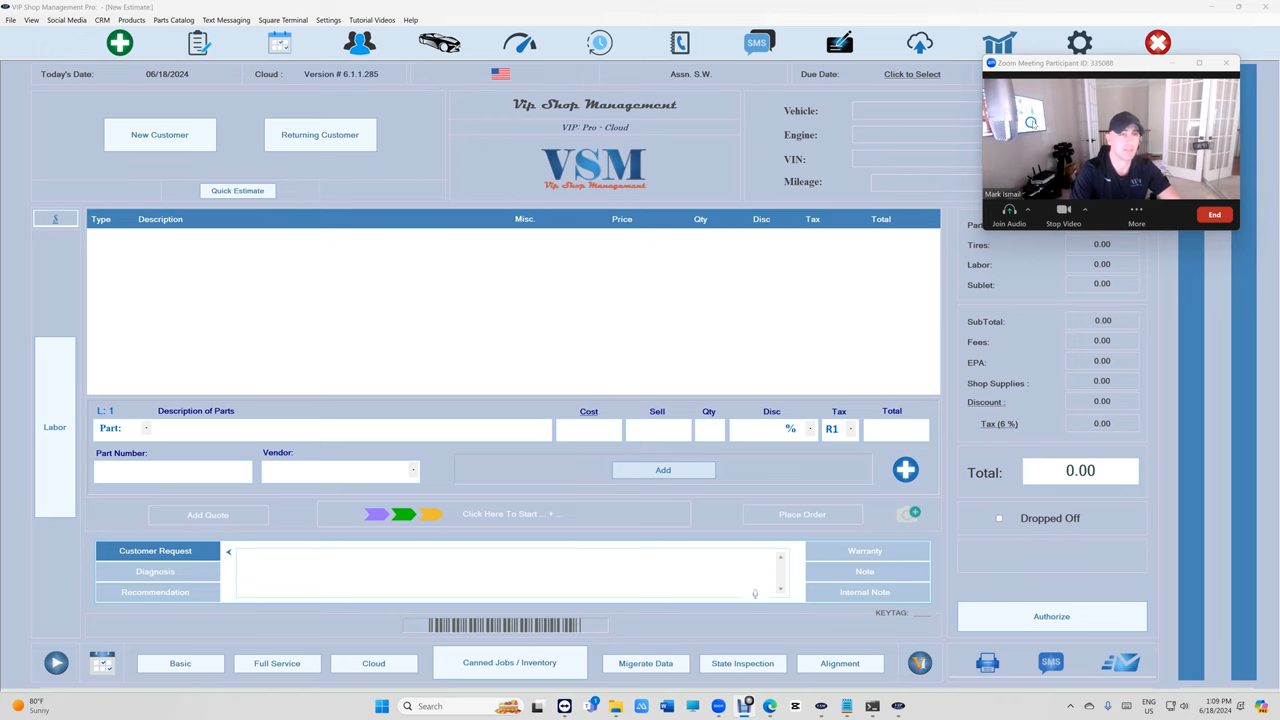 VIP Shop Management Pro: - [New Estimate:]
File View Social Media CRM Products Parts Catalog Text Messaging Square Terminal Settings Tutorial Videos Help
SMS
Today's Date: 06/18/2024 Cloud : Version # 6.1.1.285 Assn. S.W. Due Date: Click to Select
Zoom Meeting Participant ID: 335088
Mark Ismail
Join Audio Stop Video More End
New Customer Returning Customer
Quick Estimate
Vip Shop Management
VIP: Pro - Cloud
VSM
Vip Shop Management
Vehicle:
Engine:
VIN:
Mileage:
$ Type Description Misc. Price Qty Disc Tax Total
Labor
Tires: 0.00
Labor: 0.00
Sublet: 0.00
SubTotal: 0.00
Fees: 0.00
EPA: 0.00
Shop Supplies : 0.00
Discount : 0.00
Tax (6 %) 0.00
Total: 0.00
Dropped Off
Authorize
L: 1 Description of Parts Cost Sell Qty Disc Tax Total
Part: % R1
Part Number: Vendor:
Add
Add Quote Click Here To Start ... + ... Place Order
Customer Request Warranty
Diagnosis Note
Recommendation Internal Note
KEYTAG: ____
Basic Full Service Cloud Canned Jobs / Inventory Migerate Data State Inspection Alignment SMS
80°F
Sunny
Search
ENG
US
1:09 PM
6/18/2024